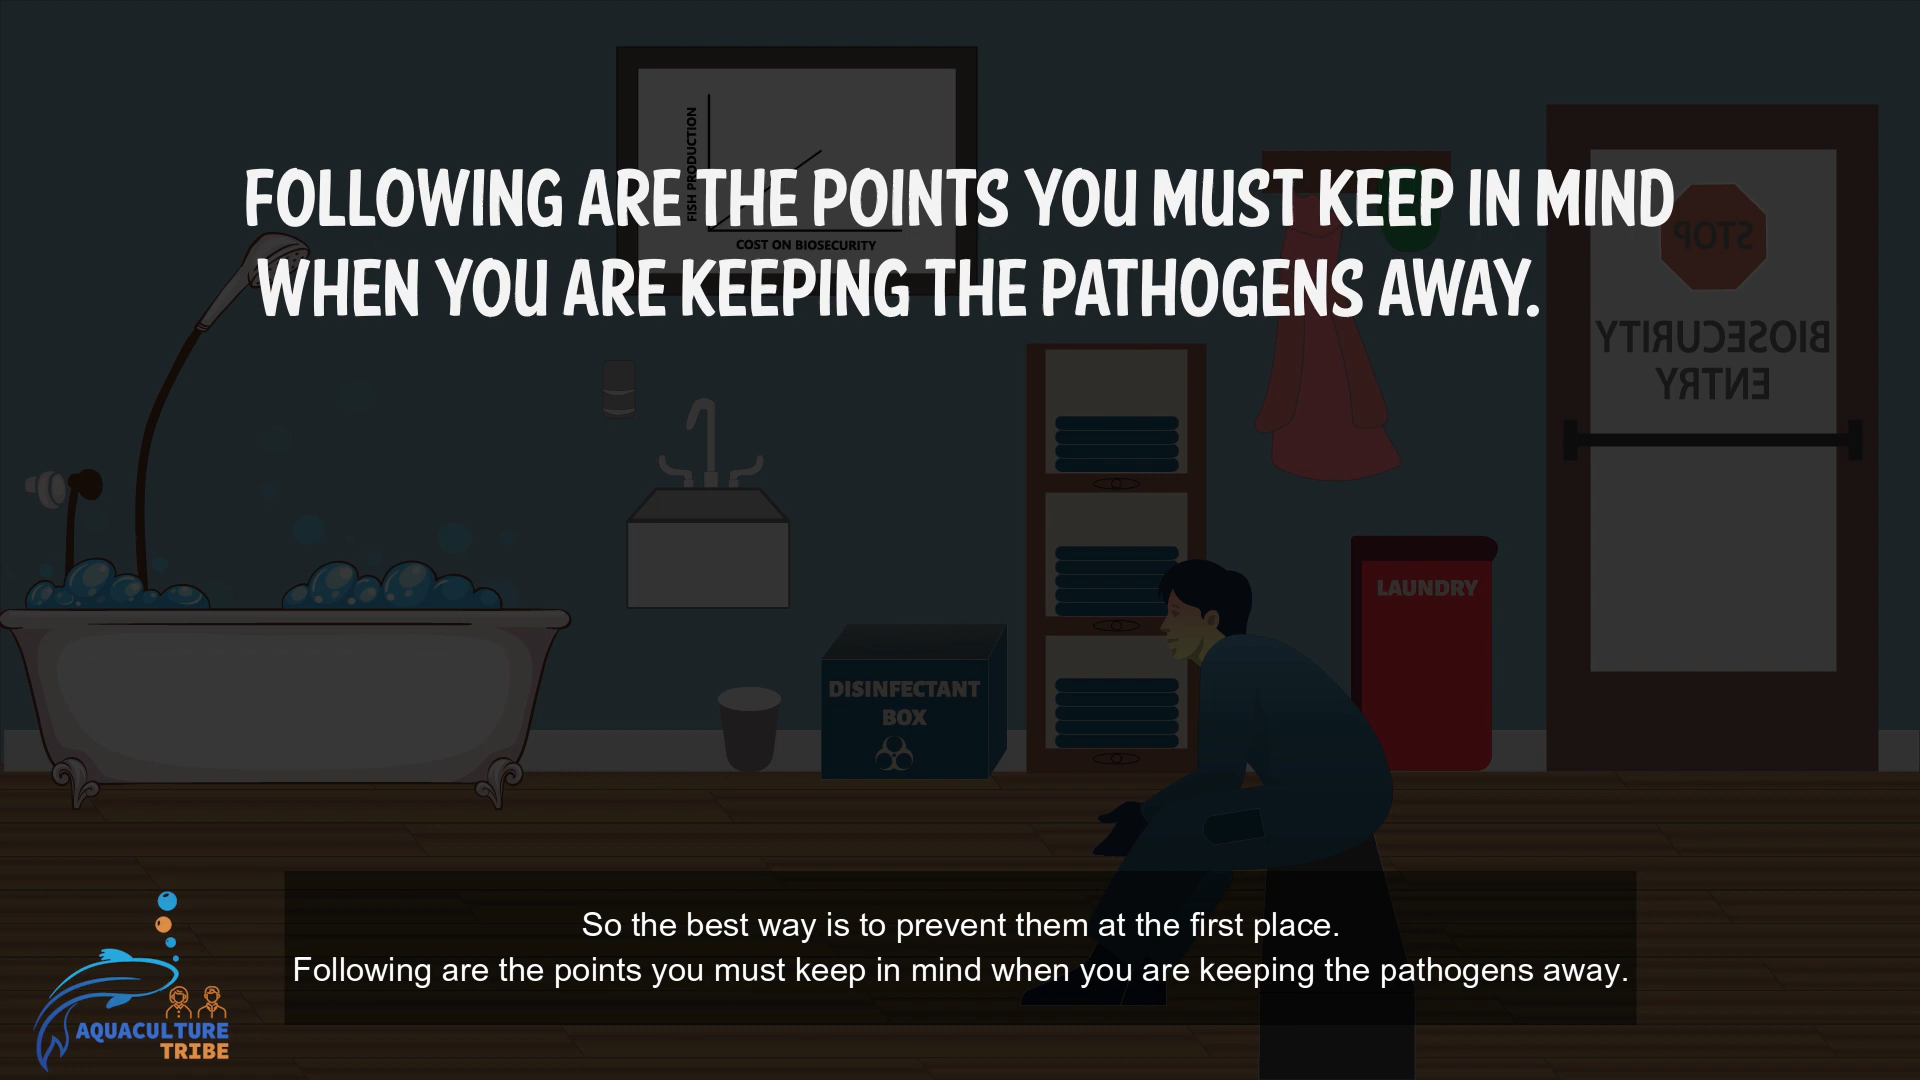 FISH PRODUCTION
COST ON BIOSECURITY
FOLLOWING ARE THE POINTS YOU MUST KEEP IN MIND
WHEN YOU ARE KEEPING THE PATHOGENS AWAY.
STOP
BIOSECURITY
ENTRY
LAUNDRY
DISINFECTANT
BOX
So the best way is to prevent them at the first place.
Following are the points you must keep in mind when you are keeping the pathogens away.
AQUACULTURE
TRIBE